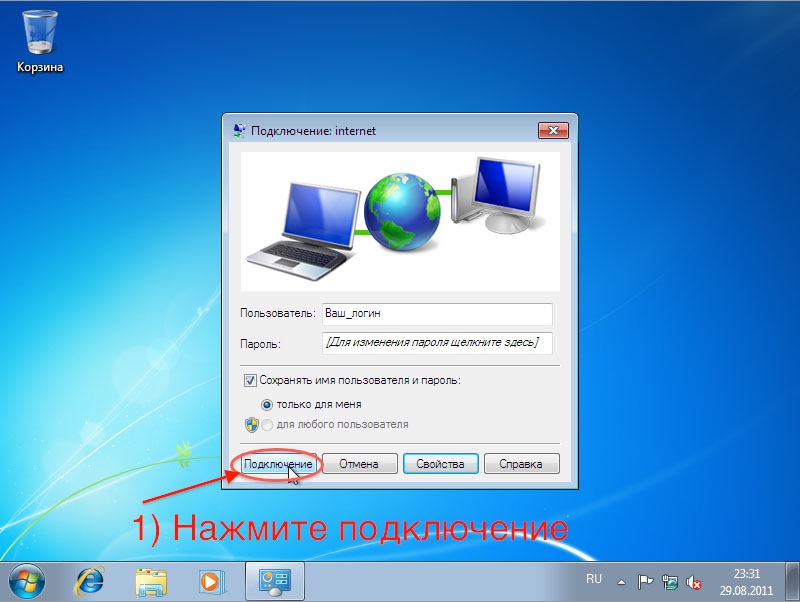 Корзина
Подключение: internet
Пользователь: Ваш_логин
Пароль: [Для изменения пароля щелкните здесь]
Сохранять имя пользователя и пароль:
только для меня
для любого пользователя
Подключение Отмена Свойства Справка
1) Нажмите подключение
RU 23:31
29.08.2011